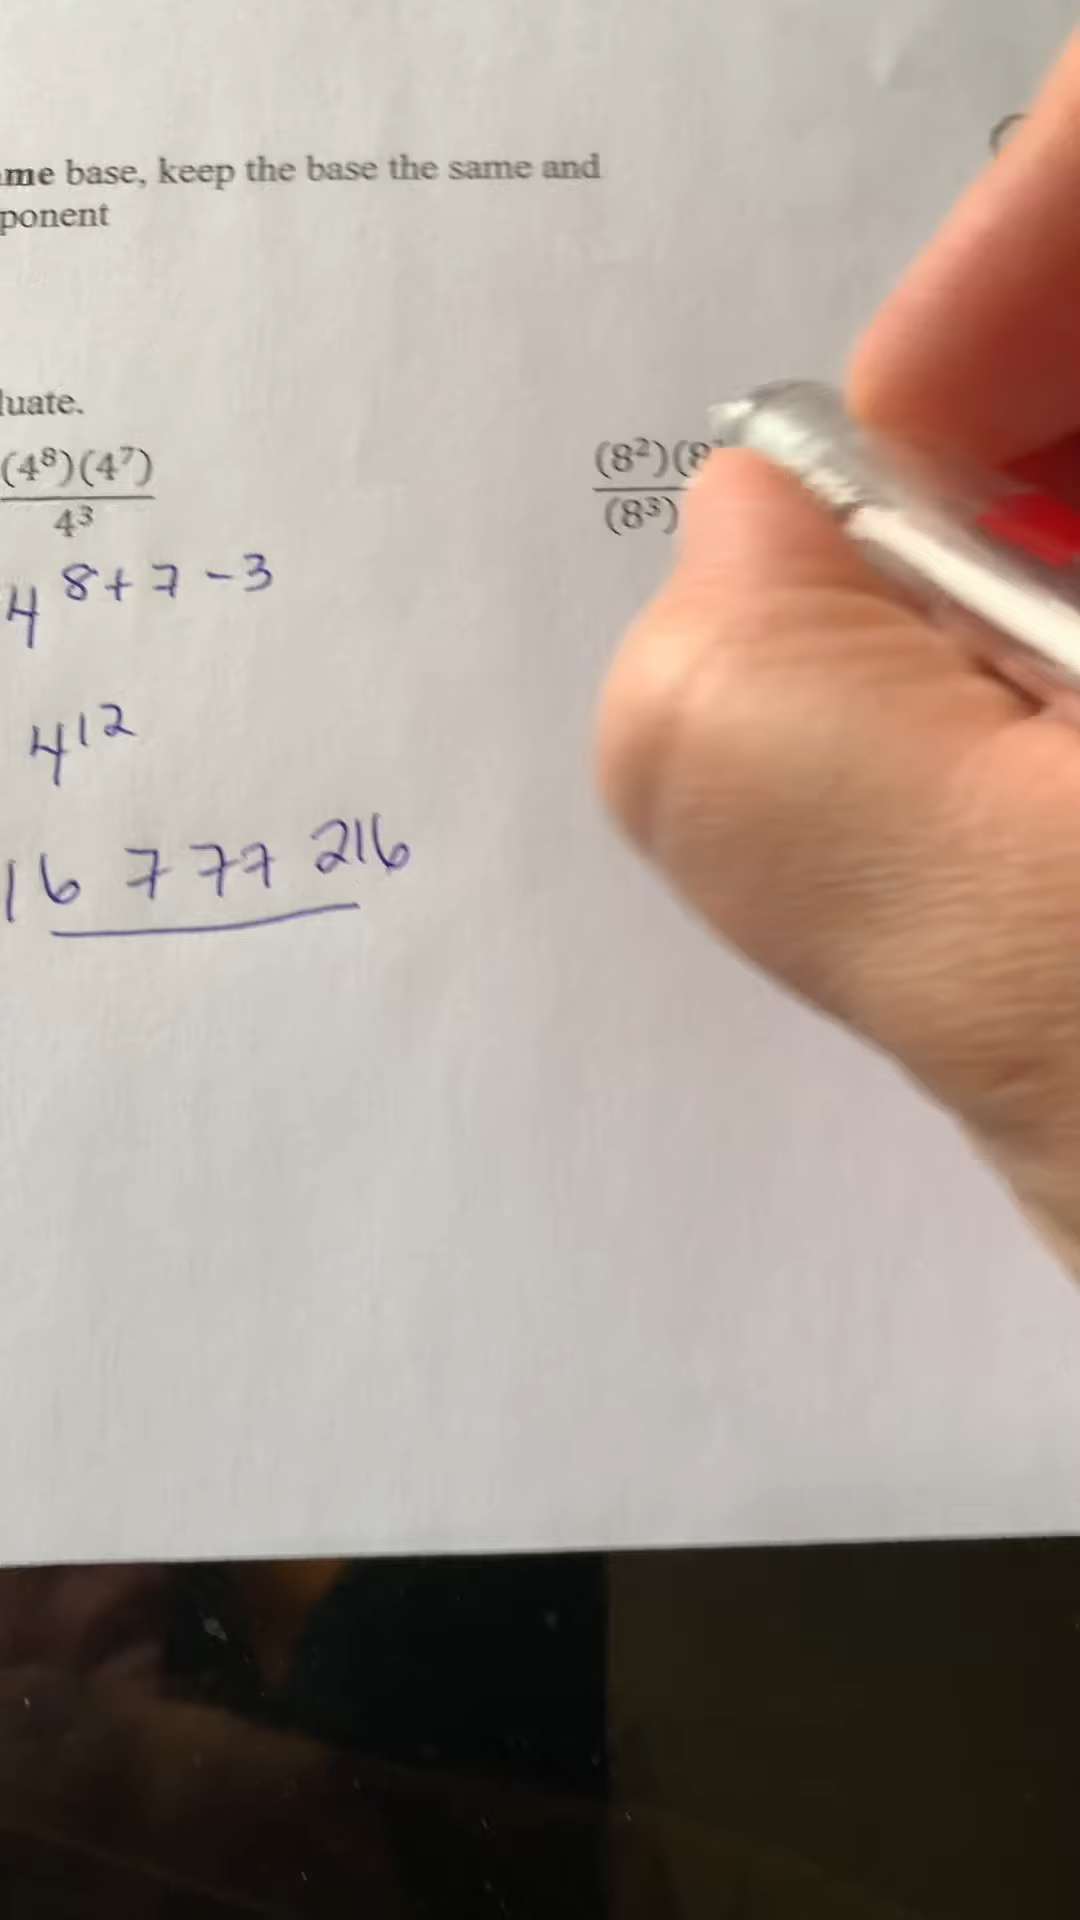 me base, keep the base the same and
ponent
luate.
(4⁸)(4⁷)
4³
4 8+7-3
4¹²
16 777 216
(8²)(8
(8³)